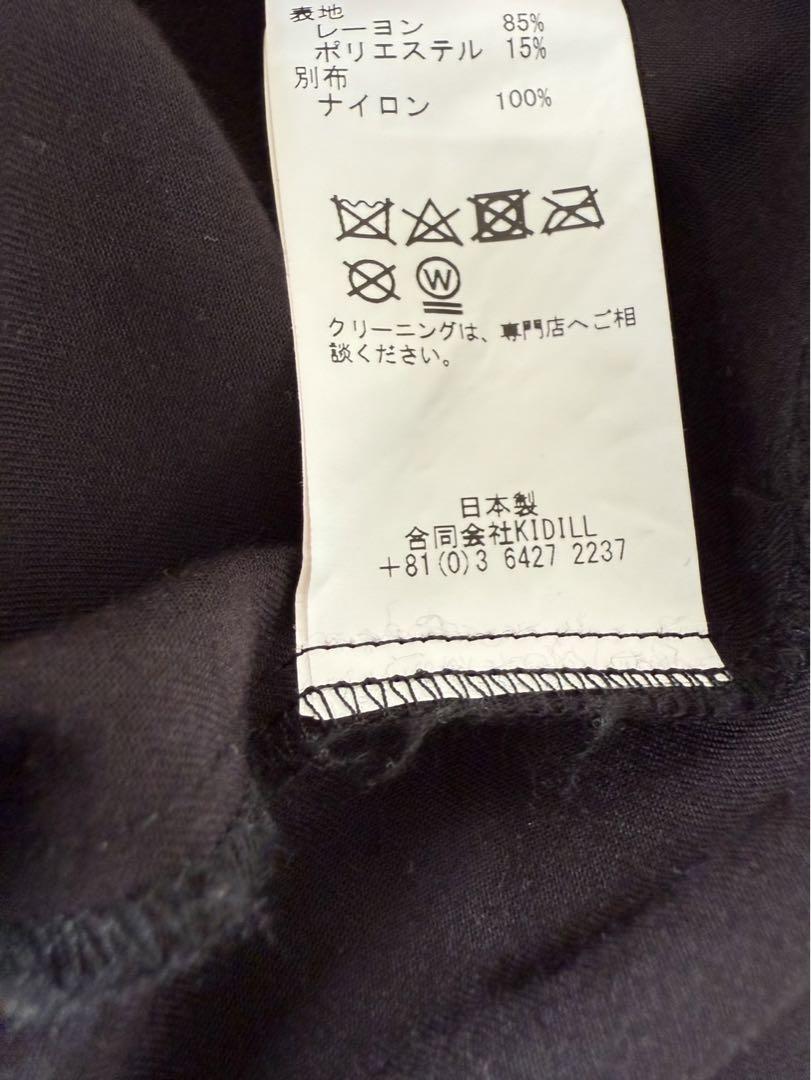 表地
レーヨン 85%
ポリエステル 15%
別布
ナイロン 100%
W
クリーニングは、専門店へご相
談ください。
日本製
合同会社KIDILL
+81(0)3 6427 2237